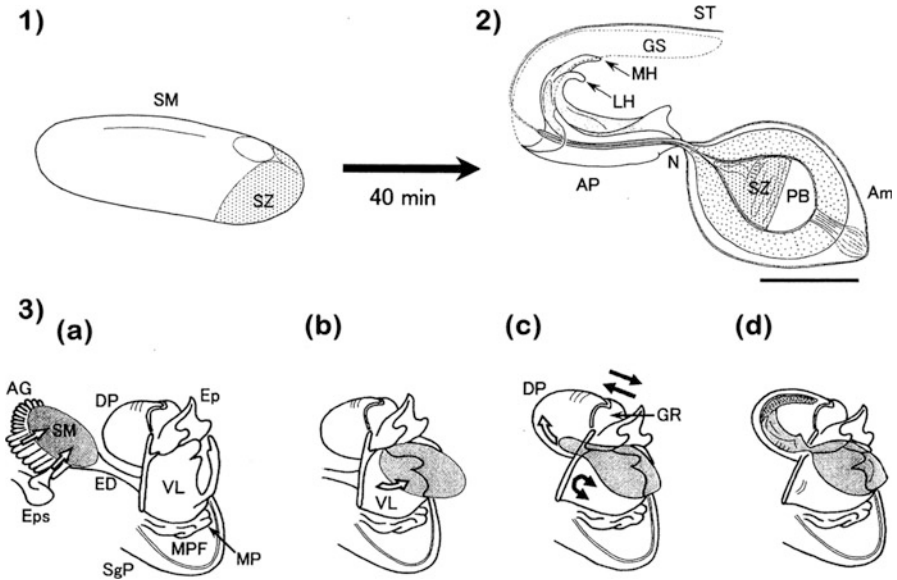 1)
SM
SZ
40 min
2)
ST
GS
MH
LH
AP
N
SZ
PB
Am
3)
(a)
AG
SM
Eps
ED
DP
Ep
VL
MPF
MP
SgP
(b)
VL
(c)
DP
GR
(d)